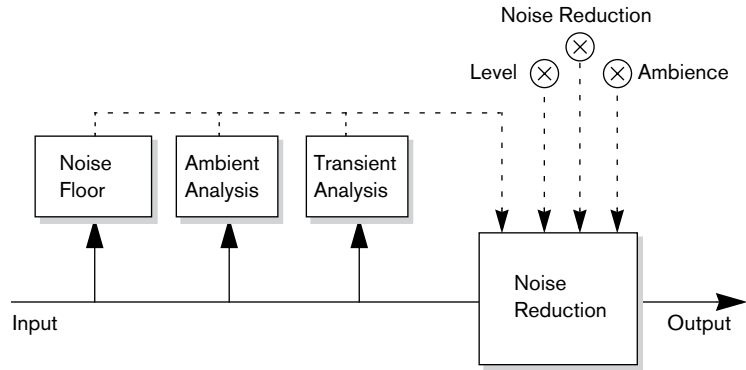 Noise Reduction
Level
Ambience
Noise
Floor
Ambient
Analysis
Transient
Analysis
Noise
Reduction
Input
Output